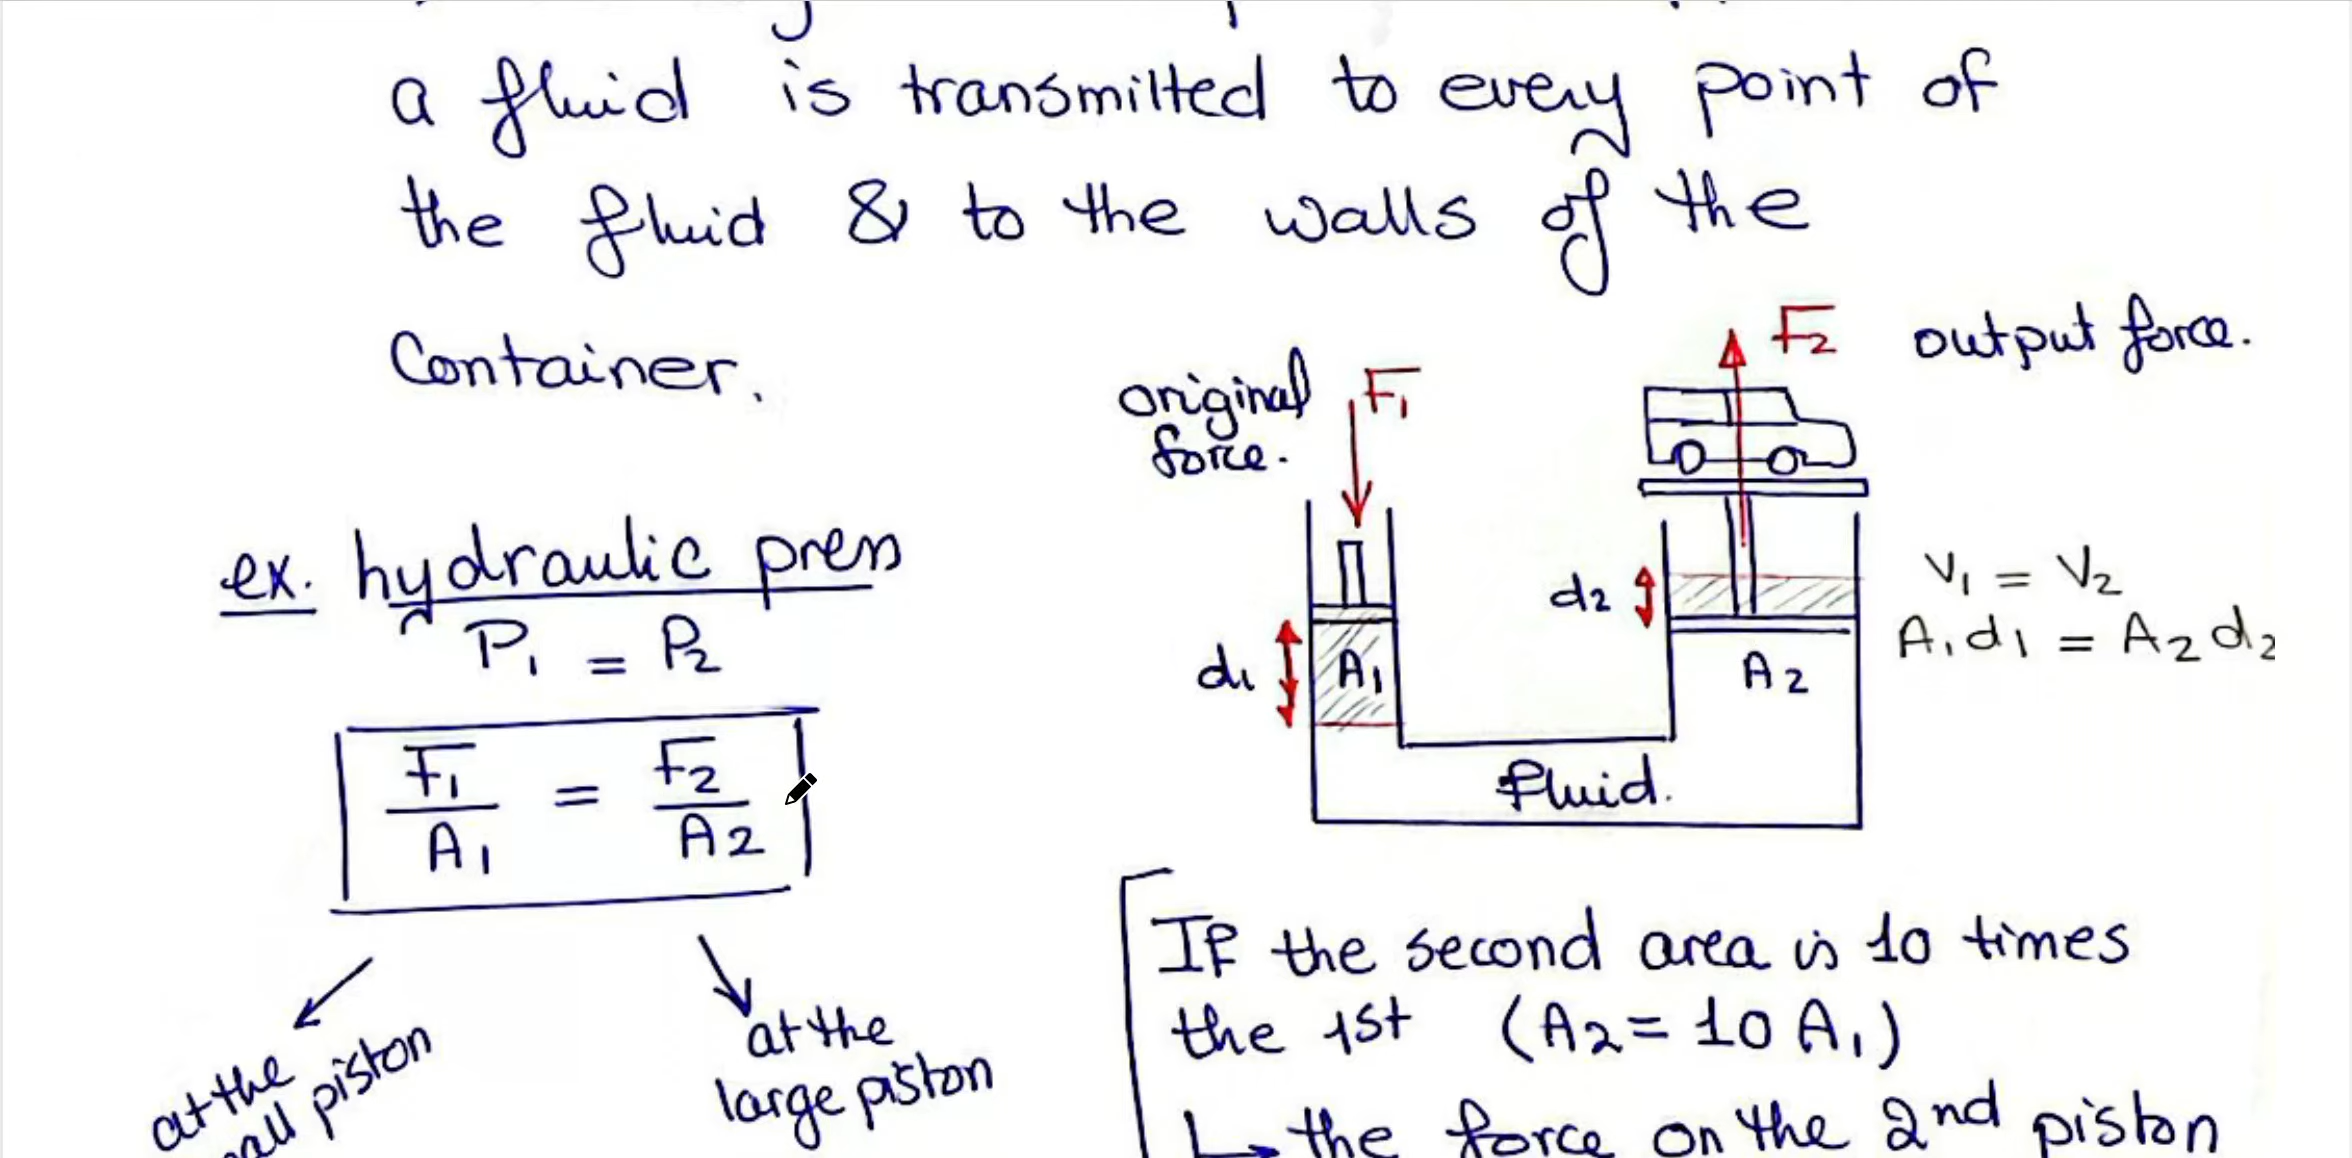 a fluid is transmitted to every point of
the fluid & to the walls of the
Container.
original
force.
F1
F2
output force.
ex. hydraulic press
P1 = P2
F1/A1 = F2/A2
d1
A1
d2
A2
V1 = V2
A1d1 = A2d2
Fluid.
at the
piston
at the
large piston
If the second area is 10 times
the 1st (A2 = 10 A1)
↳ the force on the 2nd piston